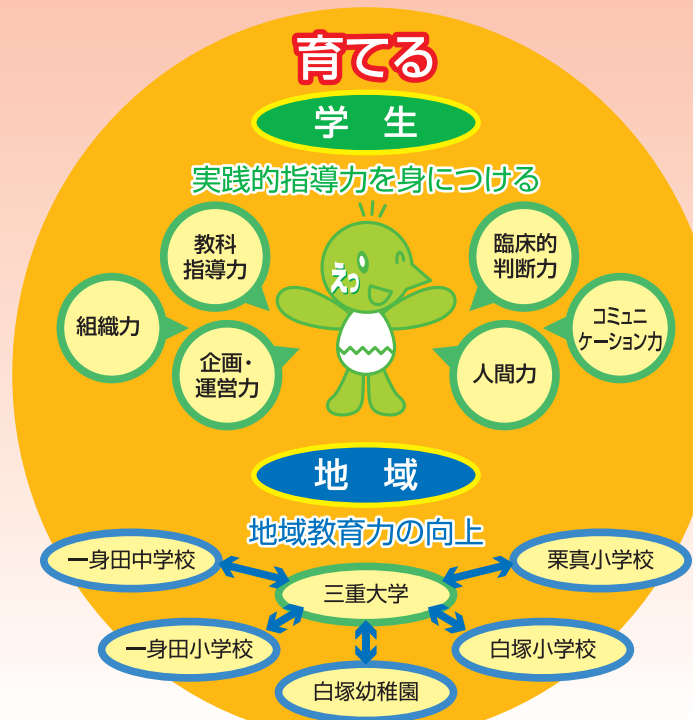 育てる
学 生
実践的指導力を身につける
教科
指導力
臨床的
判断力
えっ
組織力
コミュニ
ケーション力
企画・
運営力
人間力
地 域
地域教育力の向上
一身田中学校
栗真小学校
三重大学
一身田小学校
白塚小学校
白塚幼稚園